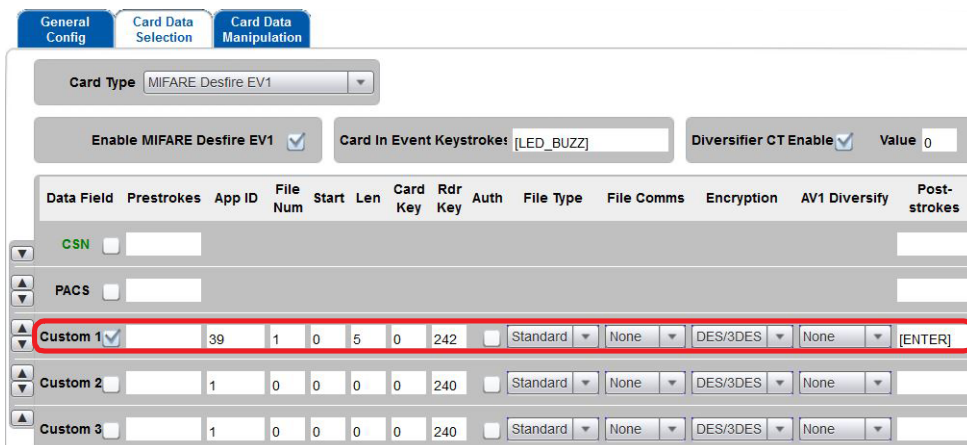 General Config
Card Data Selection
Card Data Manipulation
Card Type MIFARE Desfire EV1
Enable MIFARE Desfire EV1 Card In Event Keystrokes [LED_BUZZ] Diversifier CT Enable Value 0
Data Field Prestrokes App ID File Num Start Len Card Key Rdr Key Auth File Type File Comms Encryption AV1 Diversify Post-strokes
CSN
PACS
Custom 1 39 1 0 5 0 242 Standard None DES/3DES None [ENTER]
Custom 2 1 0 0 0 0 240 Standard None DES/3DES None
Custom 3 1 0 0 0 0 240 Standard None DES/3DES None